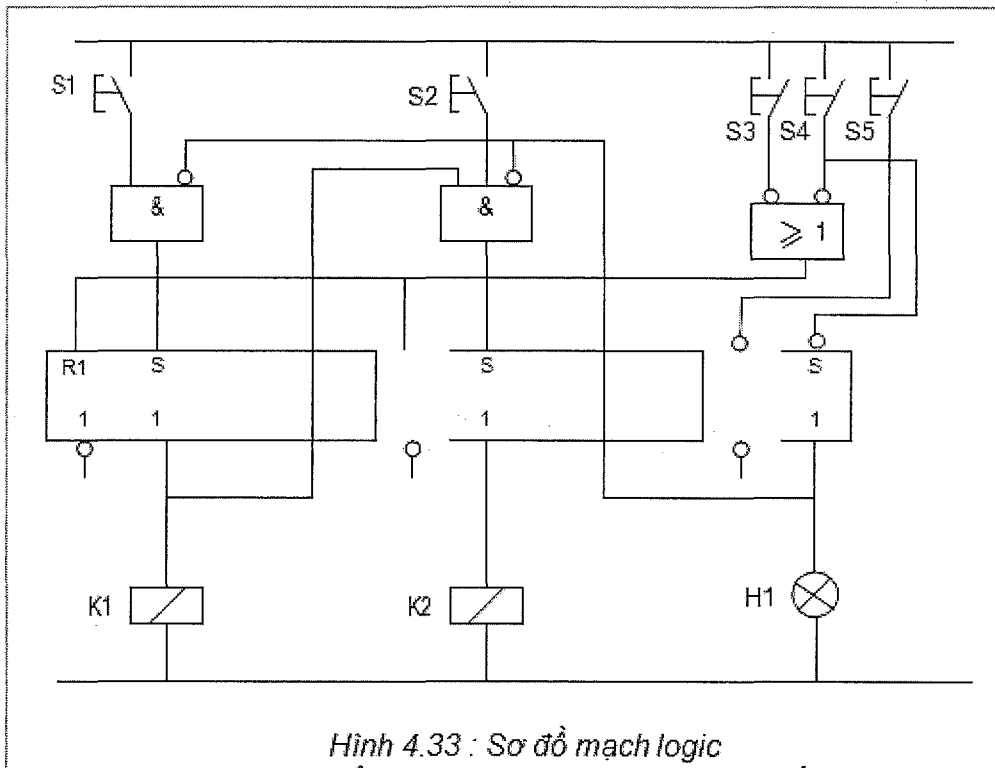 S1
S2
S3
S4
S5
&
&
≥ 1
R1
S
S
S
1
1
1
1
K1
K2
H1
Hình 4.33 : Sơ đồ mạch logic